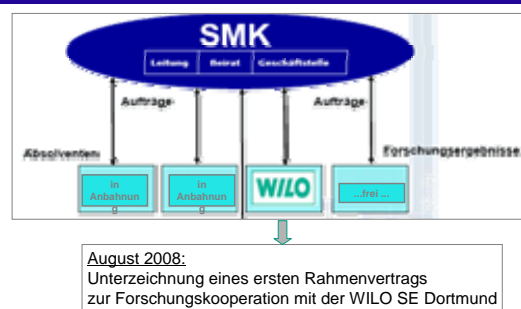 SMK
Leitung Beirat Geschäftstelle
Aufträge Aufträge
Absolventen Forschungsergebnisse
in
Anbahnun
g
in
Anbahnun
g
WILO
...frei ...
August 2008:
Unterzeichnung eines ersten Rahmenvertrags
zur Forschungskooperation mit der WILO SE Dortmund